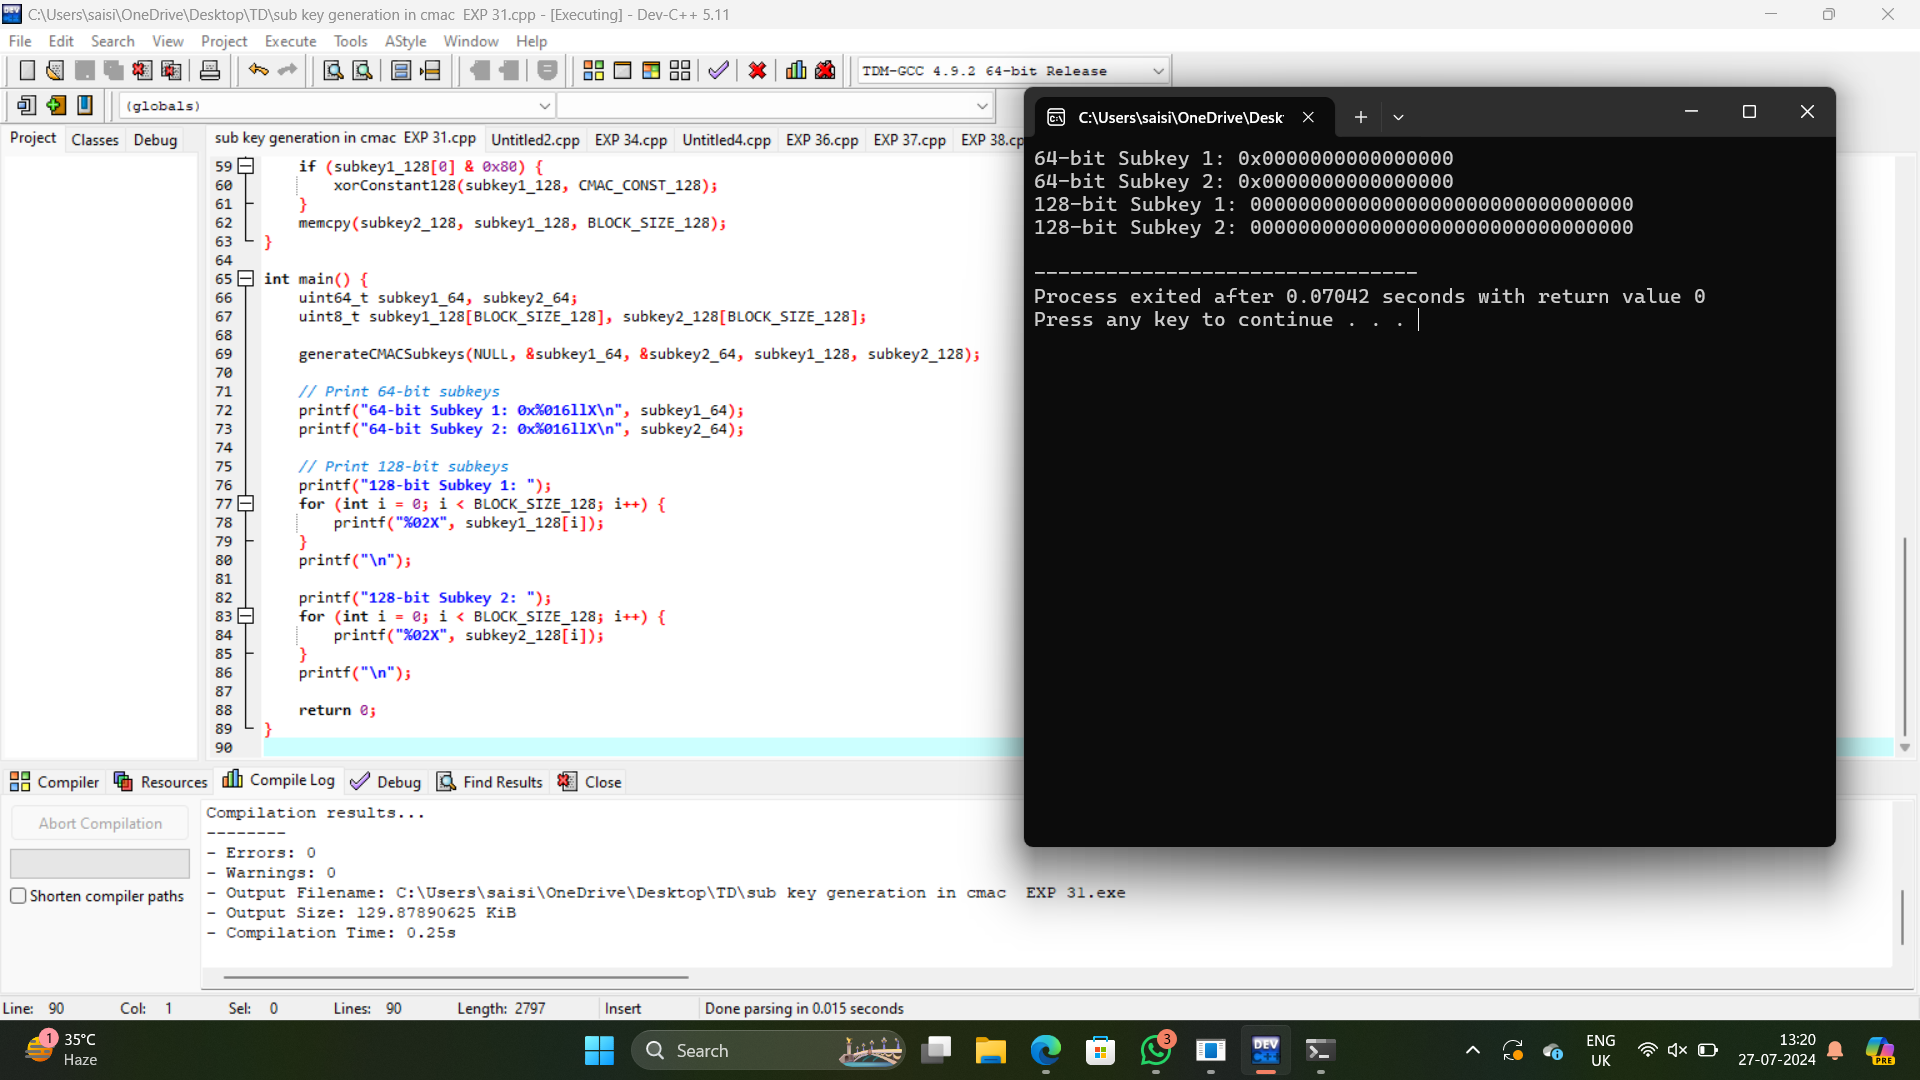 C:\Users\saisi\OneDrive\Desktop\TD\sub key generation in cmac  EXP 31.cpp - [Executing] - Dev-C++ 5.11
File Edit Search View Project Execute Tools AStyle Window Help
TDM-GCC 4.9.2 64-bit Release
(globals)
Project Classes Debug
sub key generation in cmac  EXP 31.cpp Untitled2.cpp EXP 34.cpp Untitled4.cpp EXP 36.cpp EXP 37.cpp EXP 38.cp
59 if (subkey1_128[0] & 0x80) {
60 xorConstant128(subkey1_128, CMAC_CONST_128);
61 }
62 memcpy(subkey2_128, subkey1_128, BLOCK_SIZE_128);
63 }
64
65 int main() {
66 uint64_t subkey1_64, subkey2_64;
67 uint8_t subkey1_128[BLOCK_SIZE_128], subkey2_128[BLOCK_SIZE_128];
68
69 generateCMACSubkeys(NULL, &subkey1_64, &subkey2_64, subkey1_128, subkey2_128);
70
71 // Print 64-bit subkeys
72 printf("64-bit Subkey 1: 0x%016llX\n", subkey1_64);
73 printf("64-bit Subkey 2: 0x%016llX\n", subkey2_64);
74
75 // Print 128-bit subkeys
76 printf("128-bit Subkey 1: ");
77 for (int i = 0; i < BLOCK_SIZE_128; i++) {
78 printf("%02X", subkey1_128[i]);
79 }
80 printf("\n");
81
82 printf("128-bit Subkey 2: ");
83 for (int i = 0; i < BLOCK_SIZE_128; i++) {
84 printf("%02X", subkey2_128[i]);
85 }
86 printf("\n");
87
88 return 0;
89 }
90
C:\Users\saisi\OneDrive\Desk
64-bit Subkey 1: 0x0000000000000000
64-bit Subkey 2: 0x0000000000000000
128-bit Subkey 1: 00000000000000000000000000000000
128-bit Subkey 2: 00000000000000000000000000000000
--------------------------------
Process exited after 0.07042 seconds with return value 0
Press any key to continue . . .
Compiler Resources Compile Log Debug Find Results Close
Abort Compilation
Shorten compiler paths
Compilation results...
--------
- Errors: 0
- Warnings: 0
- Output Filename: C:\Users\saisi\OneDrive\Desktop\TD\sub key generation in cmac  EXP 31.exe
- Output Size: 129.87890625 KiB
- Compilation Time: 0.25s
Line: 90 Col: 1 Sel: 0 Lines: 90 Length: 2797 Insert Done parsing in 0.015 seconds
1
35°C
Haze
Search
3
DEV
C++
ENG
UK
13:20
27-07-2024
PRE